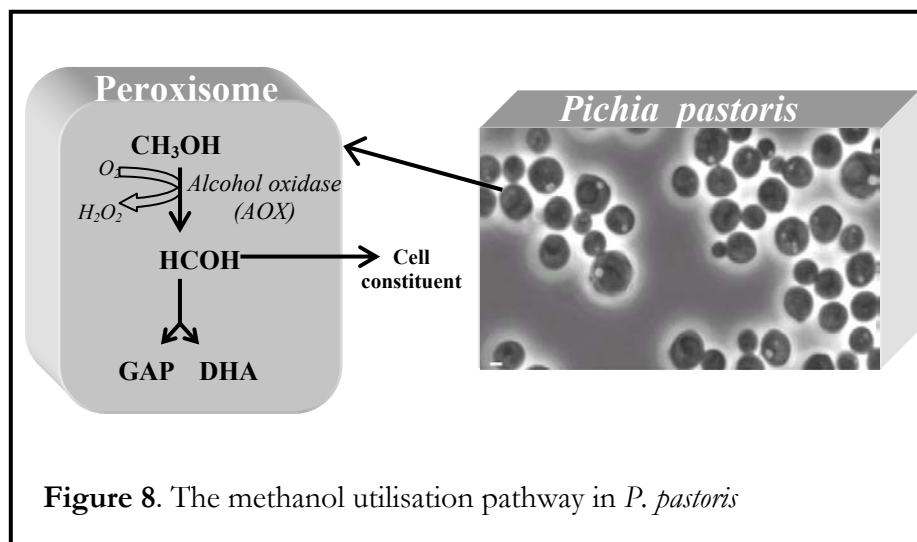 Peroxisome
CH₃OH
O₂
H₂O₂
Alcohol oxidase
(AOX)
HCOH
Cell
constituent
GAP DHA
Pichia pastoris
Figure 8. The methanol utilisation pathway in P. pastoris